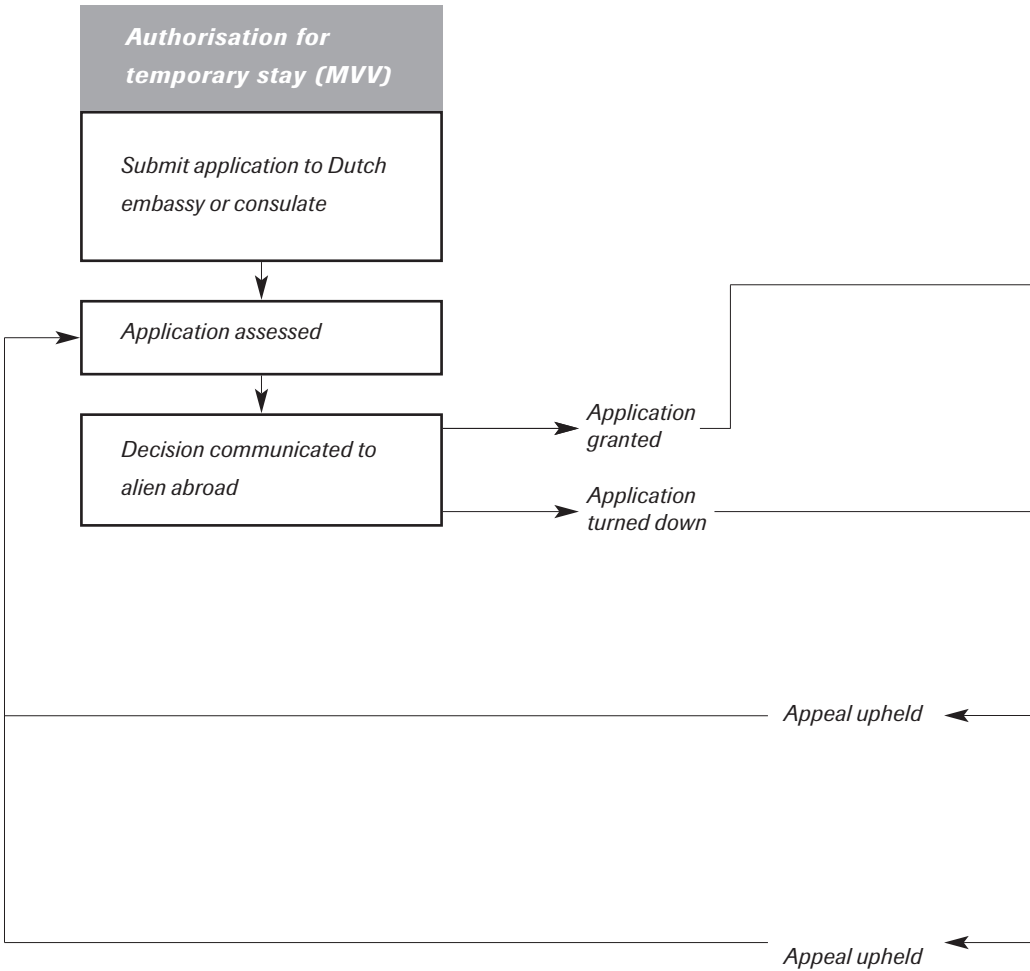 Authorisation for
temporary stay (MVV)
Submit application to Dutch
embassy or consulate
Application assessed
Decision communicated to
alien abroad
Application
granted
Application
turned down
Appeal upheld
Appeal upheld